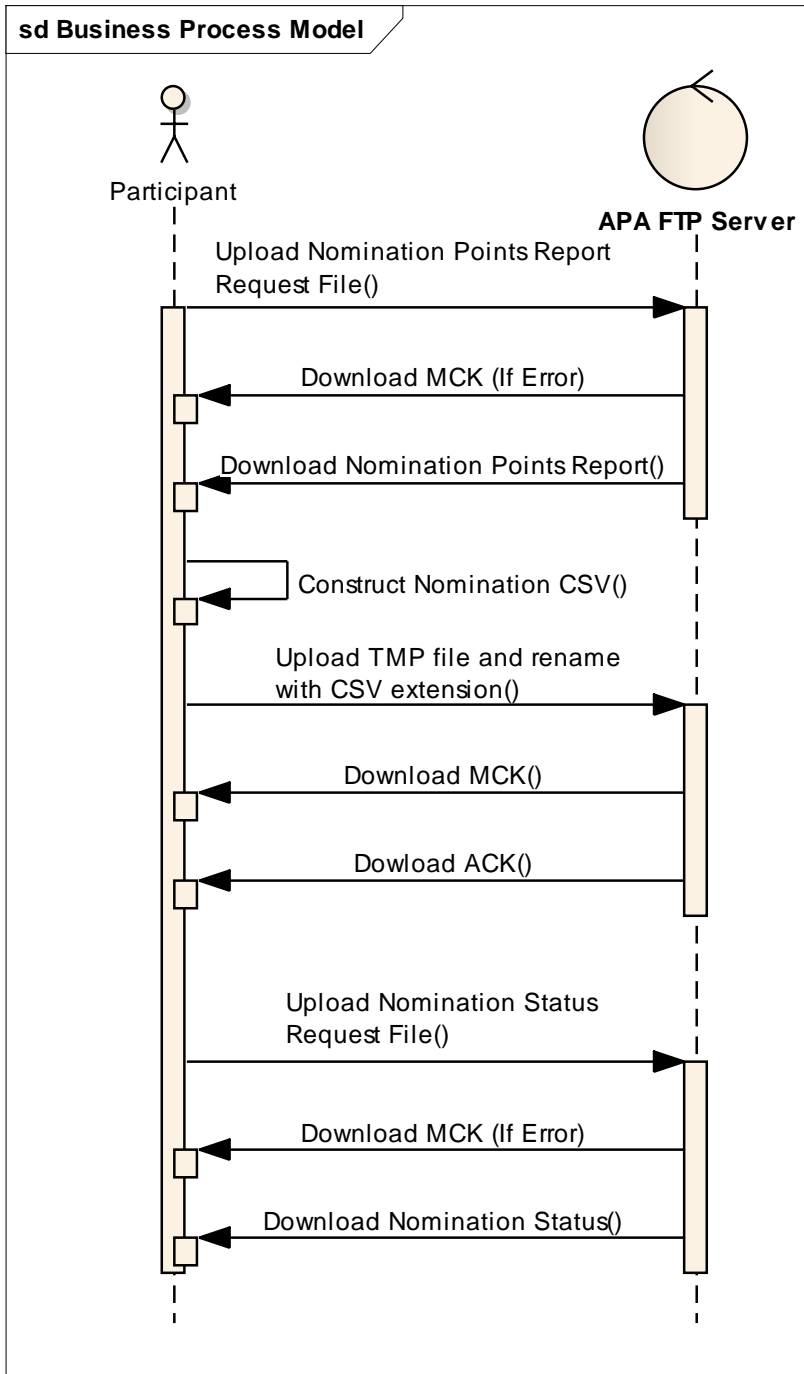 sd Business Process Model
Participant
APA FTP Server
Upload Nomination Points Report
Request File()
Download MCK (If Error)
Download Nomination Points Report()
Construct Nomination CSV()
Upload TMP file and rename
with CSV extension()
Download MCK()
Dowload ACK()
Upload Nomination Status
Request File()
Download MCK (If Error)
Download Nomination Status()